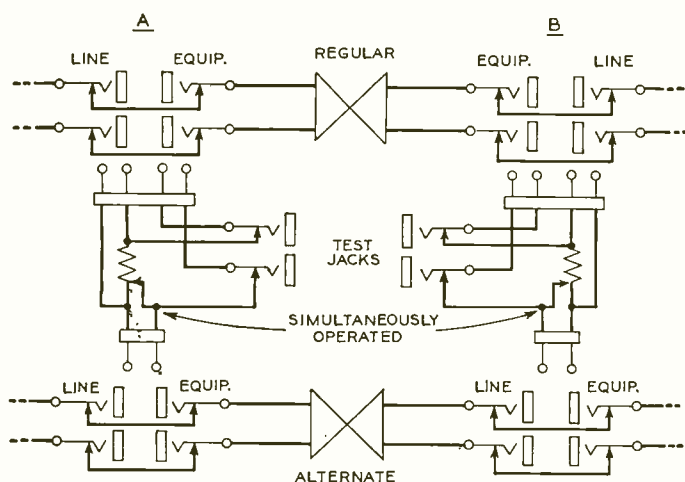 A
B
LINE
EQUIP.
REGULAR
EQUIP.
LINE
TEST
JACKS
SIMULTANEOUSLY
OPERATED
LINE
EQUIP.
LINE
EQUIP.
ALTERNATE